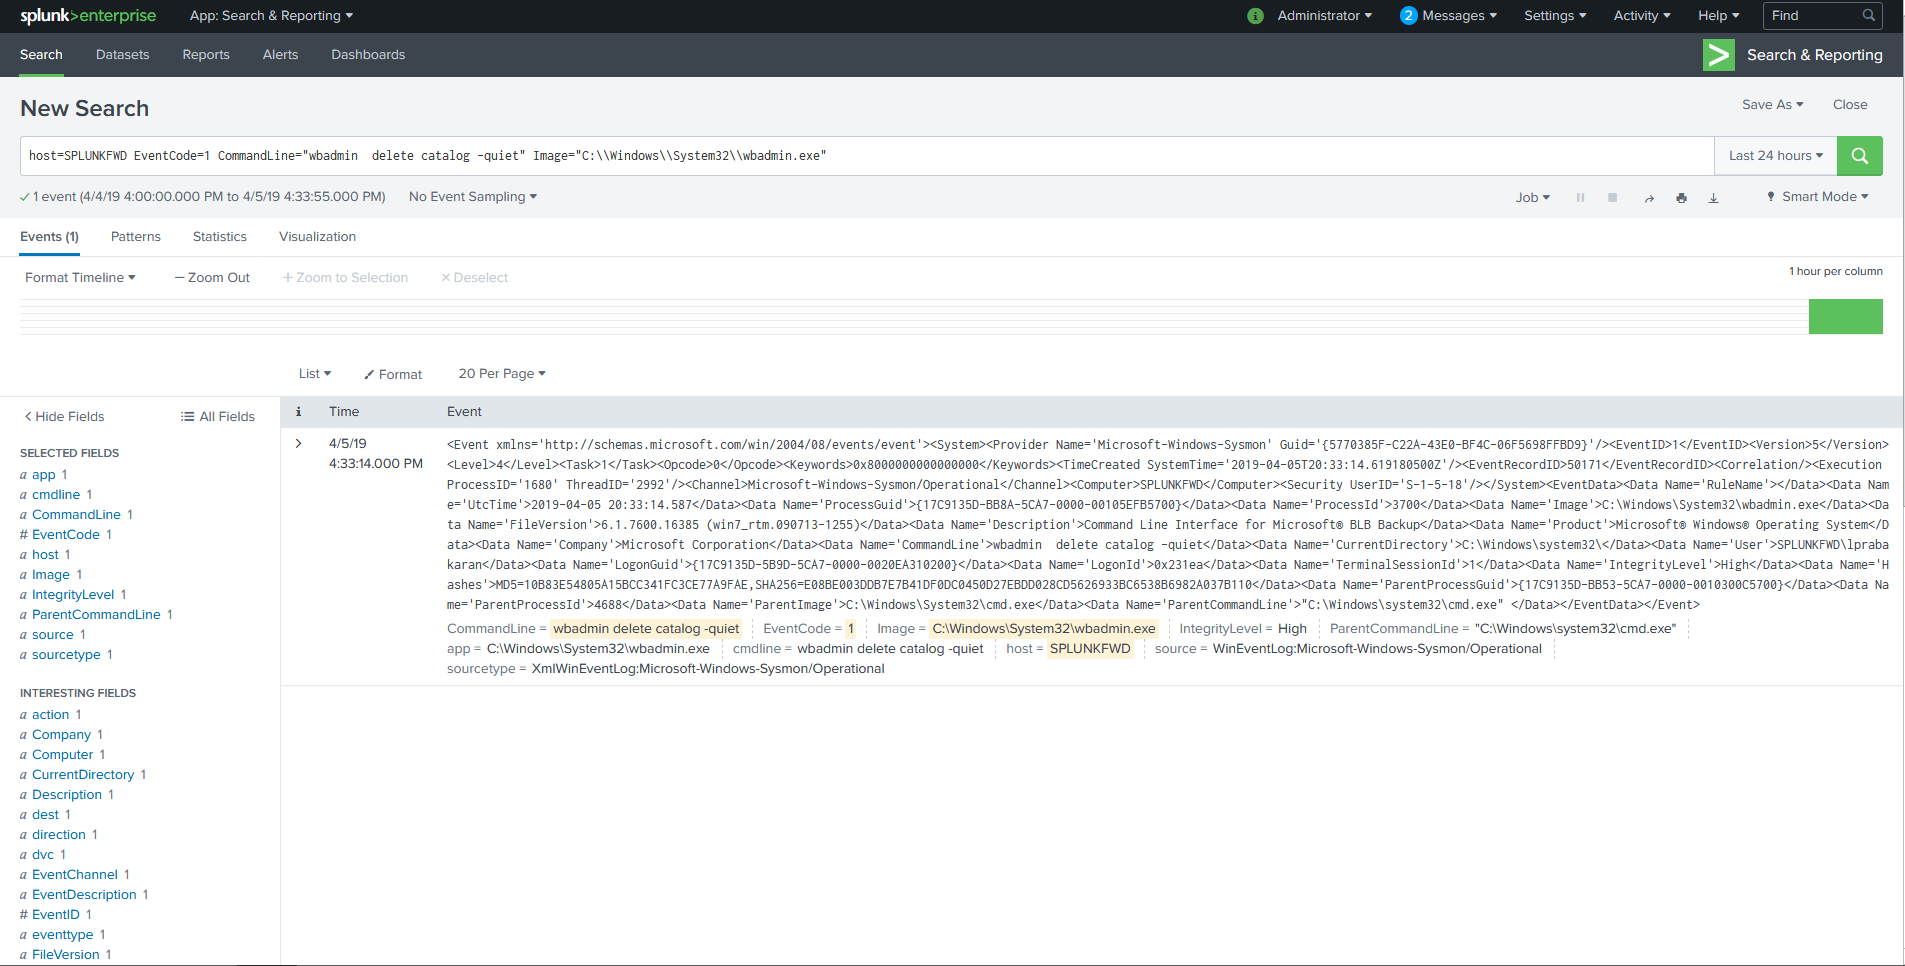 splunk>enterprise App: Search & Reporting ▾ i Administrator ▾ 2 Messages ▾ Settings ▾ Activity ▾ Help ▾ Find
Search Datasets Reports Alerts Dashboards > Search & Reporting
New Search Save As ▾ Close
host=SPLUNKFWD EventCode=1 CommandLine="wbadmin  delete catalog -quiet" Image="C:\\Windows\\System32\\wbadmin.exe" Last 24 hours ▾
✓ 1 event (4/4/19 4:00:00.000 PM to 4/5/19 4:33:55.000 PM) No Event Sampling ▾ Job ▾ Smart Mode ▾
Events (1) Patterns Statistics Visualization
Format Timeline ▾ — Zoom Out + Zoom to Selection × Deselect 1 hour per column
List ▾ Format 20 Per Page ▾
< Hide Fields All Fields
i Time Event
SELECTED FIELDS
a app 1
a cmdline 1
a CommandLine 1
# EventCode 1
a host 1
a Image 1
a IntegrityLevel 1
a ParentCommandLine 1
a source 1
a sourcetype 1
INTERESTING FIELDS
a action 1
a Company 1
a Computer 1
a CurrentDirectory 1
a Description 1
a dest 1
a direction 1
a dvc 1
a EventChannel 1
a EventDescription 1
# EventID 1
a eventtype 1
a FileVersion 1
> 4/5/19
4:33:14.000 PM
<Event xmlns='http://schemas.microsoft.com/win/2004/08/events/event'><System><Provider Name='Microsoft-Windows-Sysmon' Guid='{5770385F-C22A-43E0-BF4C-06F5698FFBD9}'/><EventID>1</EventID><Version>5</Version>
<Level>4</Level><Task>1</Task><Opcode>0</Opcode><Keywords>0x8000000000000000</Keywords><TimeCreated SystemTime='2019-04-05T20:33:14.619180500Z'/><EventRecordID>50171</EventRecordID><Correlation/><Execution
ProcessID='1680' ThreadID='2992'/><Channel>Microsoft-Windows-Sysmon/Operational</Channel><Computer>SPLUNKFWD</Computer><Security UserID='S-1-5-18'/></System><EventData><Data Name='RuleName'></Data><Data Nam
e='UtcTime'>2019-04-05 20:33:14.587</Data><Data Name='ProcessGuid'>{17C9135D-BB8A-5CA7-0000-00105EFB5700}</Data><Data Name='ProcessId'>3700</Data><Data Name='Image'>C:\Windows\System32\wbadmin.exe</Data><Da
ta Name='FileVersion'>6.1.7600.16385 (win7_rtm.090713-1255)</Data><Data Name='Description'>Command Line Interface for Microsoft® BLB Backup</Data><Data Name='Product'>Microsoft® Windows® Operating System</D
ata><Data Name='Company'>Microsoft Corporation</Data><Data Name='CommandLine'>wbadmin  delete catalog -quiet</Data><Data Name='CurrentDirectory'>C:\Windows\system32\</Data><Data Name='User'>SPLUNKFWD\lpraba
karan</Data><Data Name='LogonGuid'>{17C9135D-5B9D-5CA7-0000-0020EA310200}</Data><Data Name='LogonId'>0x231ea</Data><Data Name='TerminalSessionId'>1</Data><Data Name='IntegrityLevel'>High</Data><Data Name='H
ashes'>MD5=10B83E54805A15BCC341FC3CE77A9FAE,SHA256=E08BE003DDB7E7B41DF0DC0450D27EBDD028CD5626933BC6538B6982A037B110</Data><Data Name='ParentProcessGuid'>{17C9135D-BB53-5CA7-0000-0010300C5700}</Data><Data Na
me='ParentProcessId'>4688</Data><Data Name='ParentImage'>C:\Windows\System32\cmd.exe</Data><Data Name='ParentCommandLine'>"C:\Windows\system32\cmd.exe" </Data></EventData></Event>
CommandLine = wbadmin delete catalog -quiet EventCode = 1 Image = C:\Windows\System32\wbadmin.exe IntegrityLevel = High ParentCommandLine = "C:\Windows\system32\cmd.exe"
app = C:\Windows\System32\wbadmin.exe cmdline = wbadmin delete catalog -quiet host = SPLUNKFWD source = WinEventLog:Microsoft-Windows-Sysmon/Operational
sourcetype = XmlWinEventLog:Microsoft-Windows-Sysmon/Operational